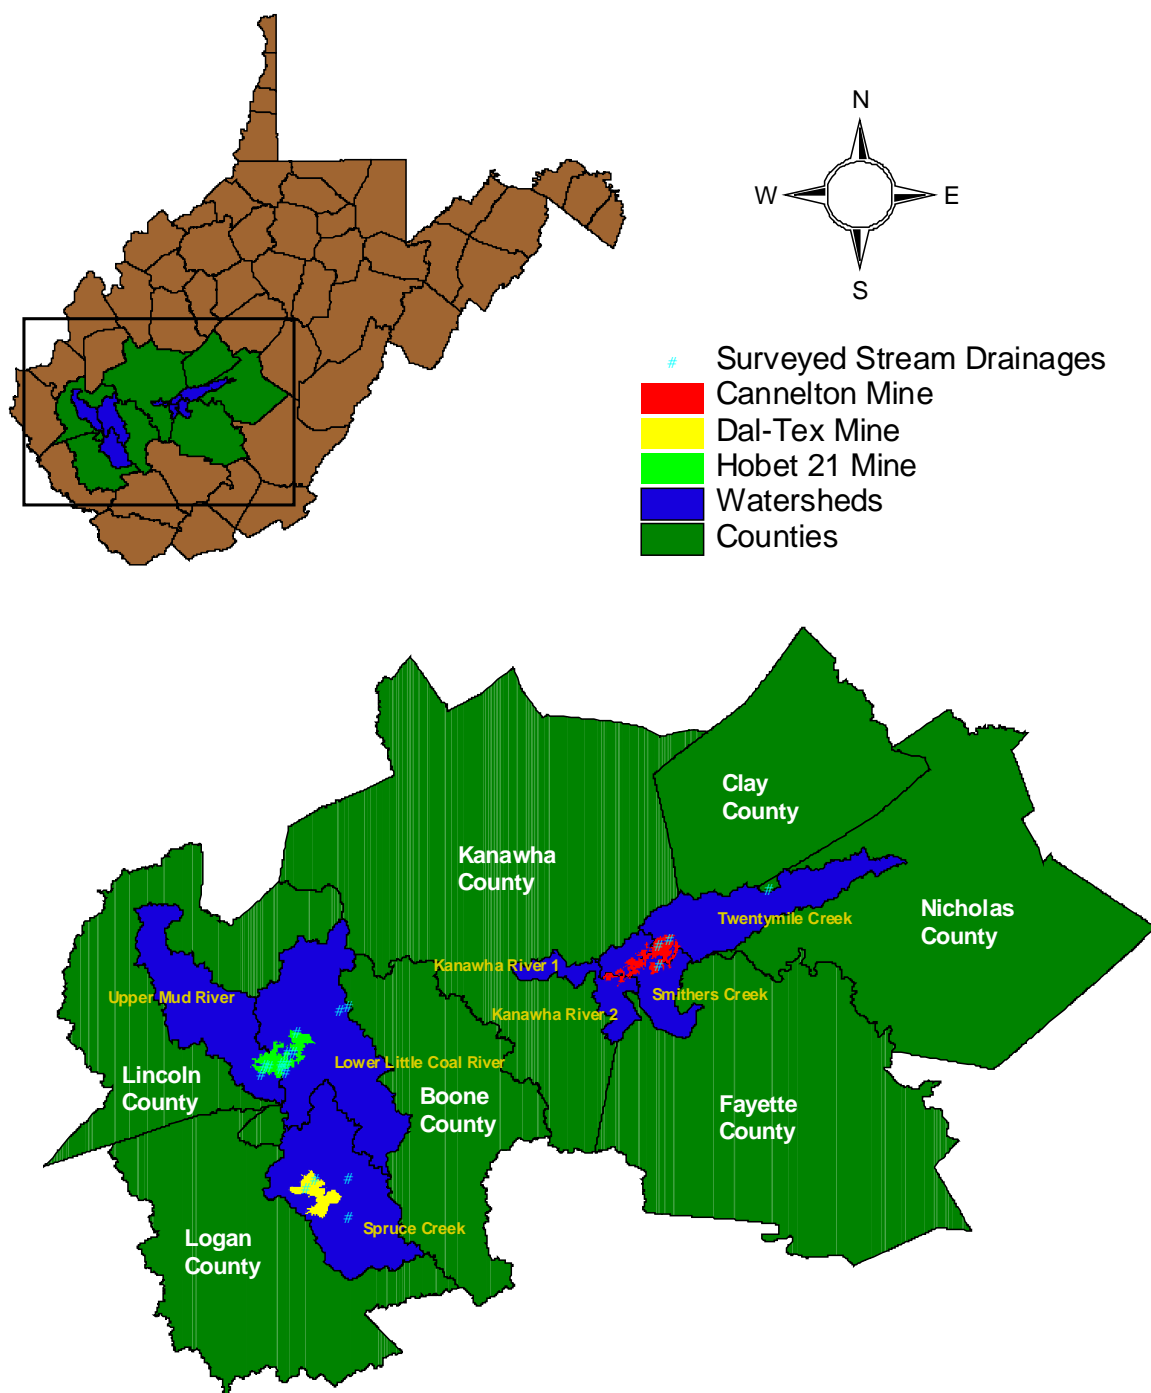 N
W
E
S
# Surveyed Stream Drainages
Cannelton Mine
Dal-Tex Mine
Hobet 21 Mine
Watersheds
Counties
Clay
County
Kanawha
County
Nicholas
County
Twentymile Creek
Kanawha River 1
Smithers Creek
Kanawha River 2
Upper Mud River
Lower Little Coal River
Lincoln
County
Boone
County
Fayette
County
Spruce Creek
Logan
County